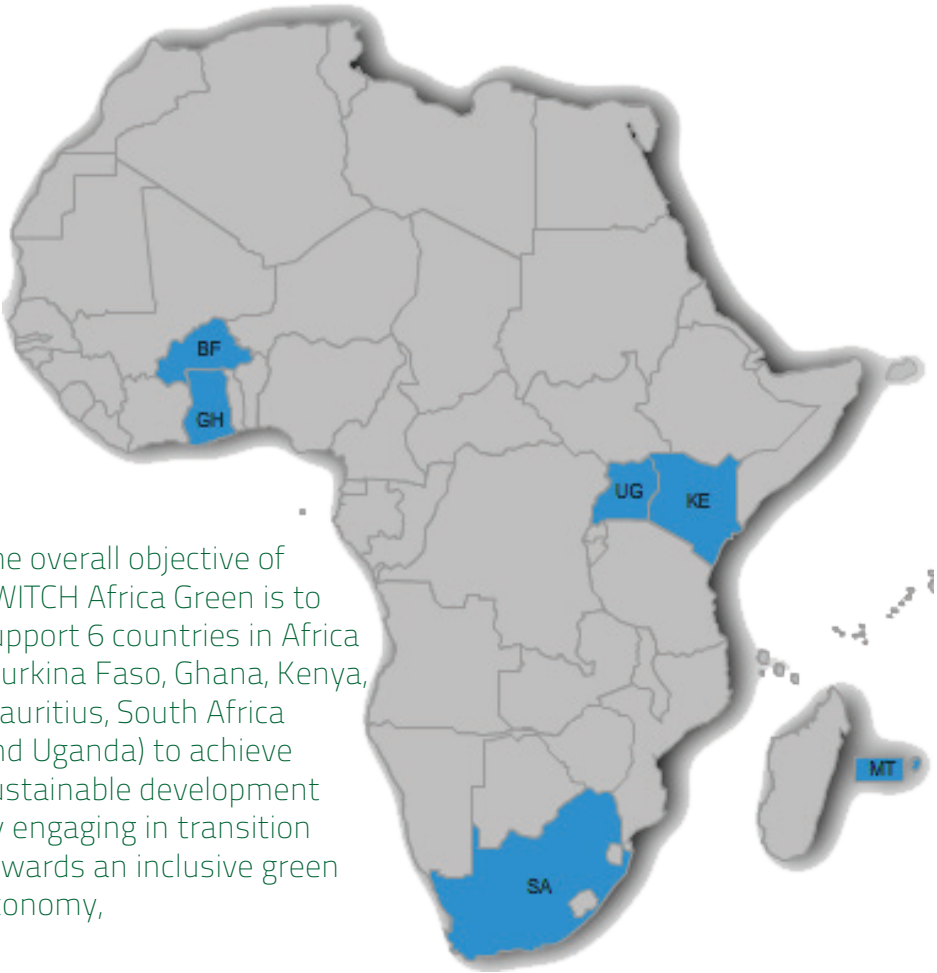 BF
GH
UG
KE
he overall objective of
WITCH Africa Green is to
upport 6 countries in Africa
urkina Faso, Ghana, Kenya,
auritius, South Africa
nd Uganda) to achieve
ustainable development
y engaging in transition
wards an inclusive green
conomy,
MT
SA